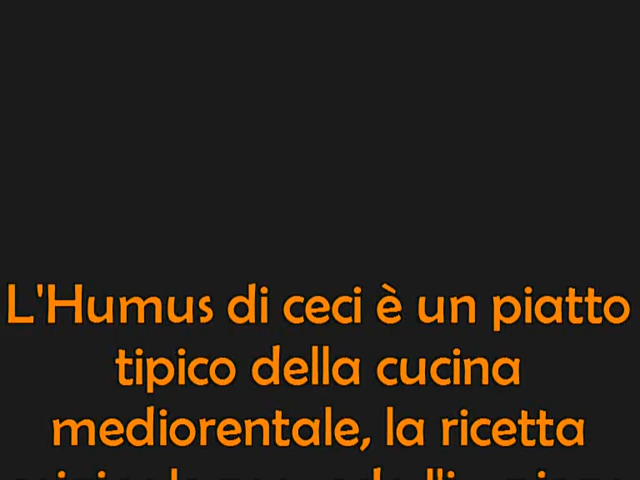 L'Humus di ceci è un piatto
tipico della cucina
mediorentale, la ricetta